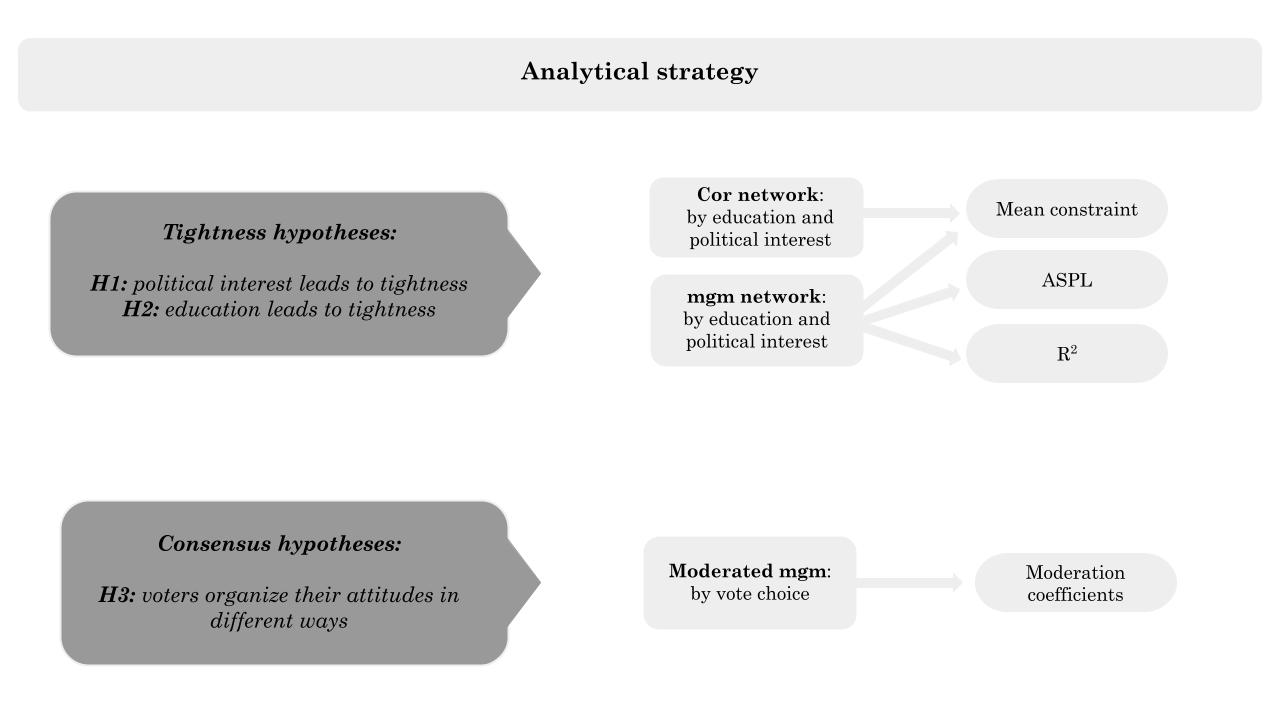 Analytical strategy
Tightness hypotheses:
H1: political interest leads to tightness
H2: education leads to tightness
Cor network:
by education and
political interest
mgm network:
by education and
political interest
Mean constraint
ASPL
R²
Consensus hypotheses:
H3: voters organize their attitudes in
different ways
Moderated mgm:
by vote choice
Moderation
coefficients